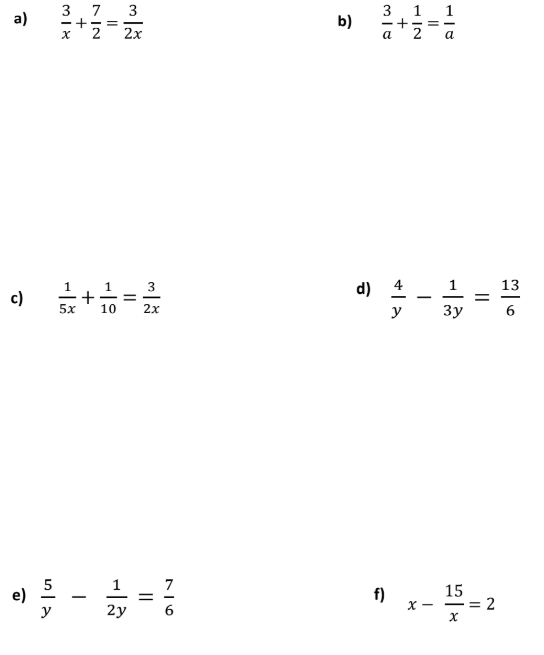 a) 3/x + 7/2 = 3/2x
b) 3/a + 1/2 = 1/a
c) 1/5x + 1/10 = 3/2x
d) 4/y − 1/3y = 13/6
e) 5/y − 1/2y = 7/6
f) x − 15/x = 2